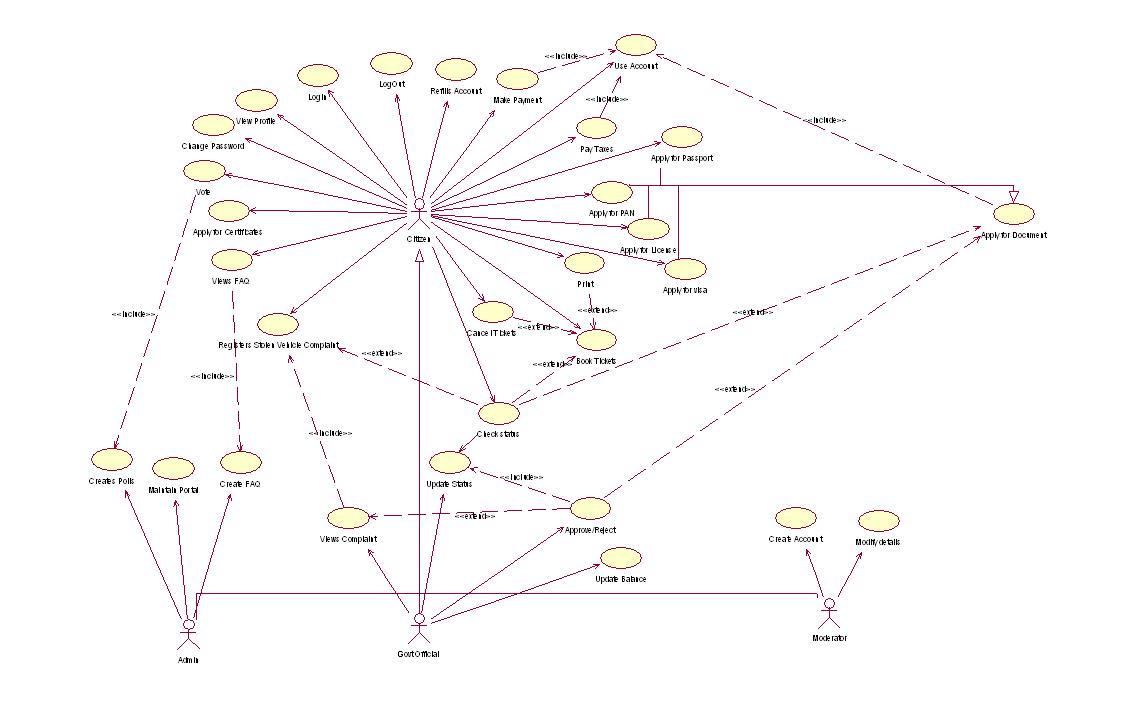 <<include>>
Use Account
LogOut
Refills Account
Make Payment
LogIn
<<include>>
View Profile
<<include>>
Change Password
Pay Taxes
Apply for Passport
Vote
Apply for PAN
Apply for Certificates
Citizen
Apply for License
Apply for Document
Views FAQ
Print
Apply for visa
<<include>>
<<extend>>
<<extend>>
Cancel Tickets
<<extend>>
Registers Stolen Vehicle Complaint
<<extend>>
Book Tickets
<<extend>>
<<include>>
<<extend>>
Check status
<<include>>
Creates Polls
Maintain Portal
Create FAQ
Update Status
<<include>>
<<extend>>
Approve/Reject
Views Complaint
Create Account
Modify details
Update Balance
Admin
Govt Official
Moderator